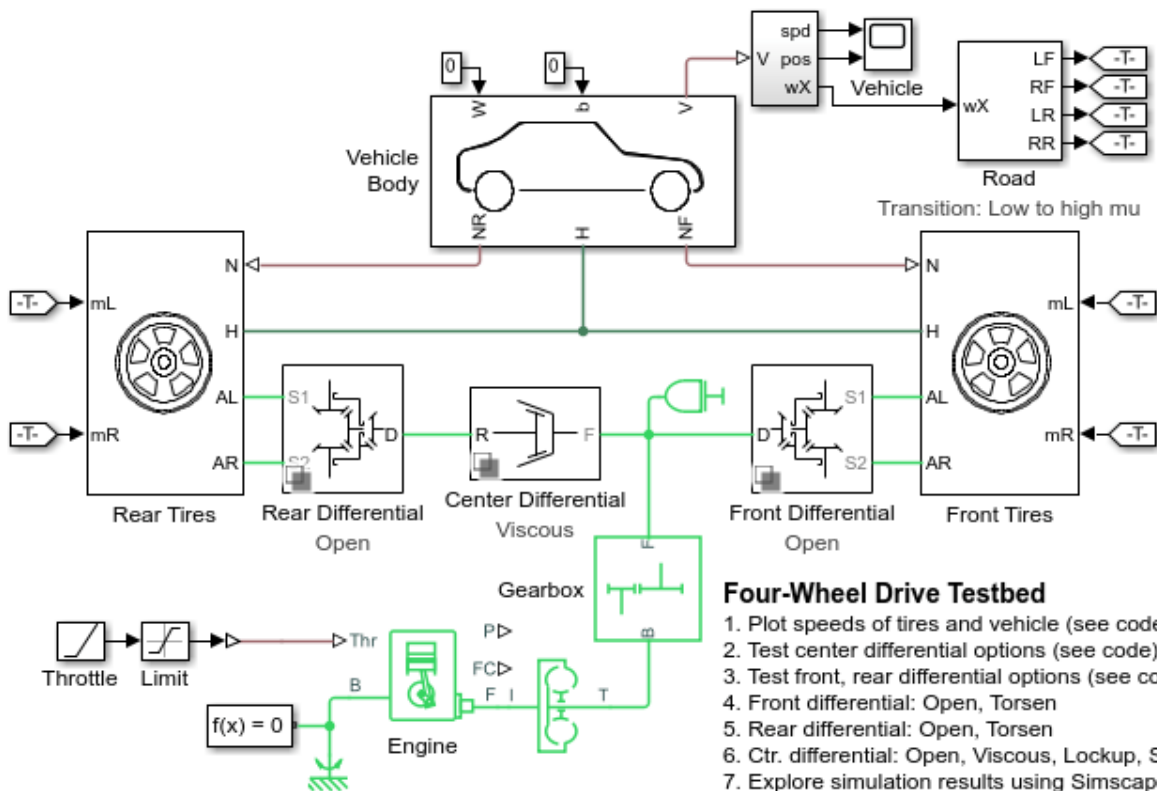 spd
V pos
wX
Vehicle
wX
LF
RF
LR
RR
-T-
-T-
-T-
-T-
Road
Transition: Low to high mu
0
0
W
b
V
Vehicle
Body
NR
H
NF
N
-T-
mL
H
AL
-T-
mR
AR
Rear Tires
S1
S2
D
Rear Differential
Open
R
F
Center Differential
Viscous
D
S1
S2
Front Differential
Open
N
mL
-T-
H
AL
mR
-T-
AR
Front Tires
F
Gearbox
B
Throttle
Limit
Thr
P
FC
B
F
I
T
Engine
f(x) = 0
Four-Wheel Drive Testbed
1. Plot speeds of tires and vehicle (see code
2. Test center differential options (see code)
3. Test front, rear differential options (see co
4. Front differential: Open, Torsen
5. Rear differential: Open, Torsen
6. Ctr. differential: Open, Viscous, Lockup, S
7. Explore simulation results using Simscap